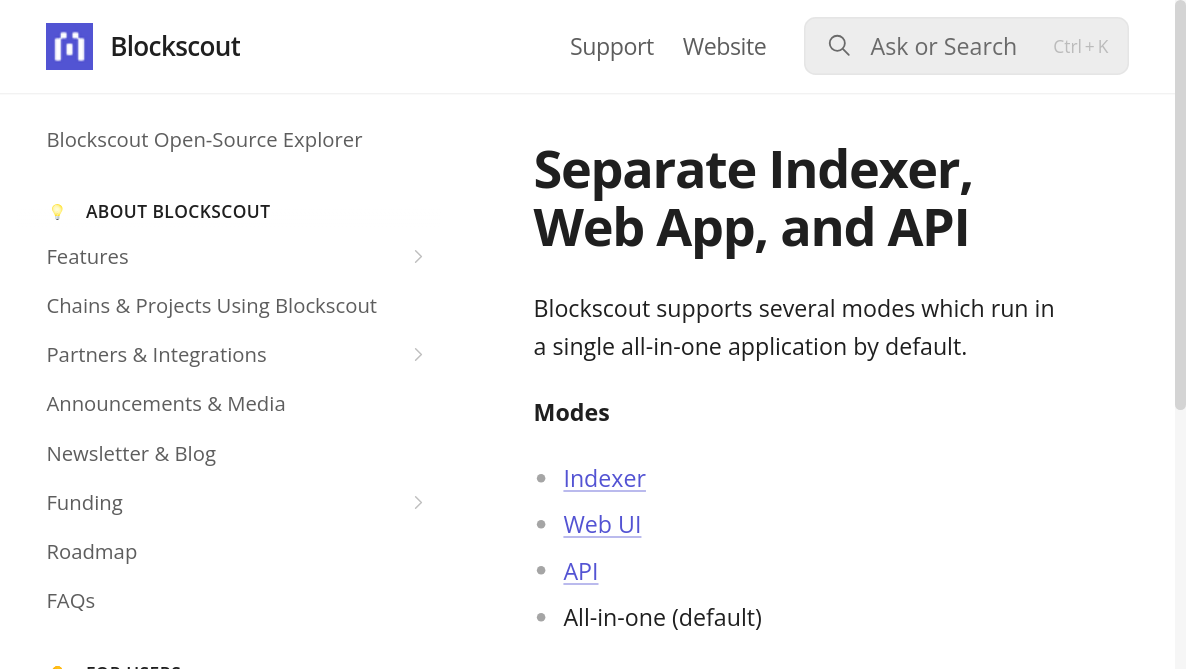 Blockscout
Support
Website
Ask or Search
Ctrl + K
Blockscout Open-Source Explorer
ABOUT BLOCKSCOUT
Features
Chains & Projects Using Blockscout
Partners & Integrations
Announcements & Media
Newsletter & Blog
Funding
Roadmap
FAQs
FOR USERS
Separate Indexer,
Web App, and API
Blockscout supports several modes which run in
a single all-in-one application by default.
Modes
Indexer
Web UI
API
All-in-one (default)